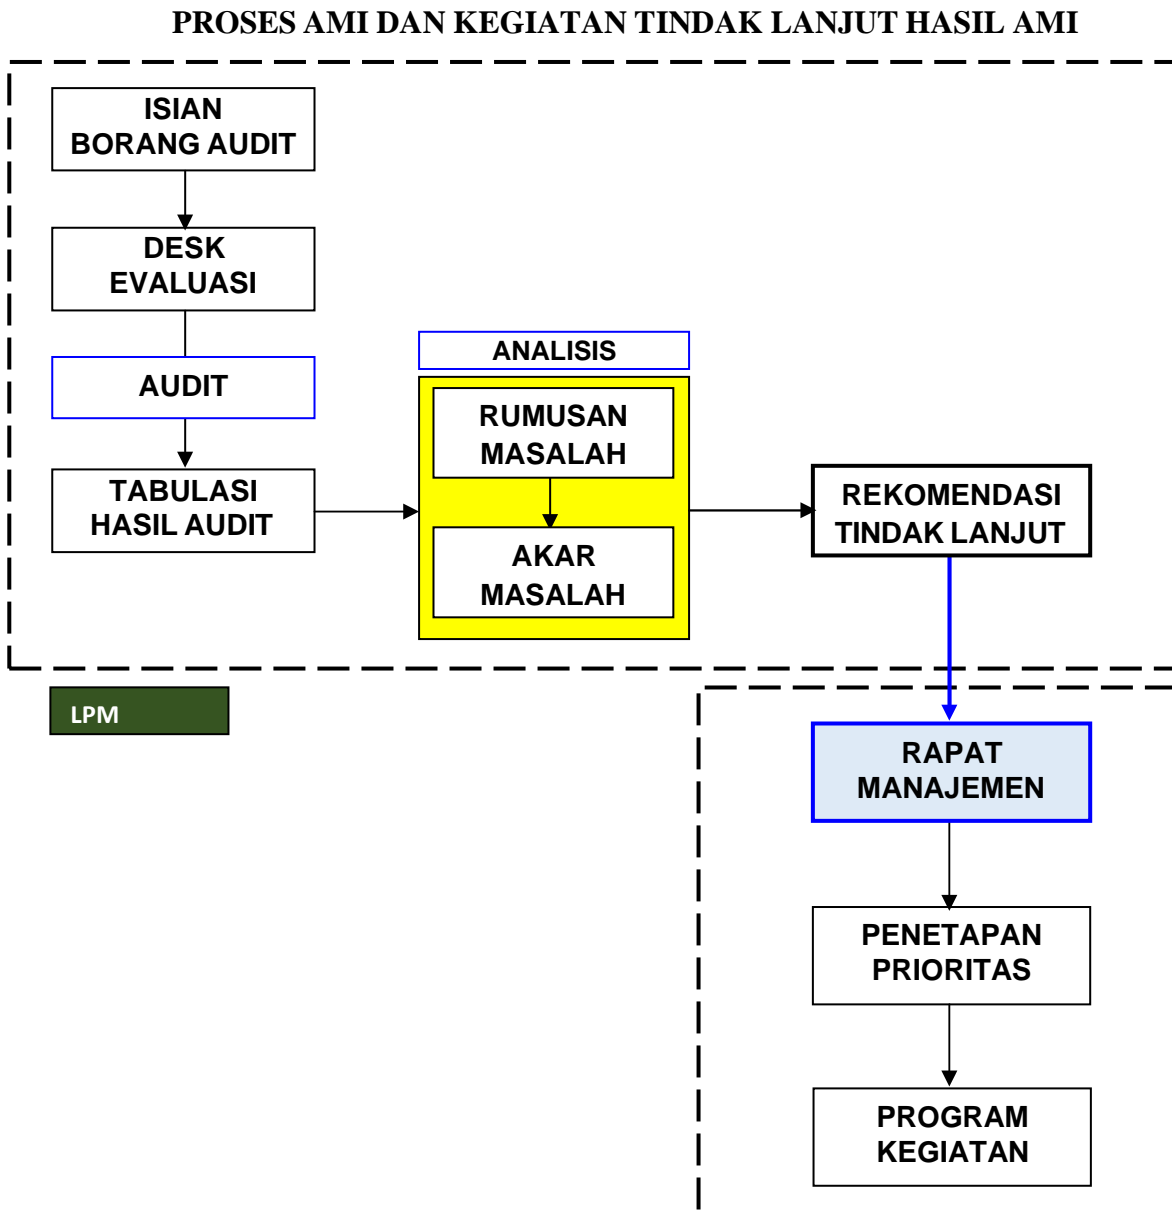 PROSES AMI DAN KEGIATAN TINDAK LANJUT HASIL AMI
ISIAN
BORANG AUDIT
DESK
EVALUASI
AUDIT
TABULASI
HASIL AUDIT
ANALISIS
RUMUSAN
MASALAH
AKAR
MASALAH
REKOMENDASI
TINDAK LANJUT
LPM
RAPAT
MANAJEMEN
PENETAPAN
PRIORITAS
PROGRAM
KEGIATAN